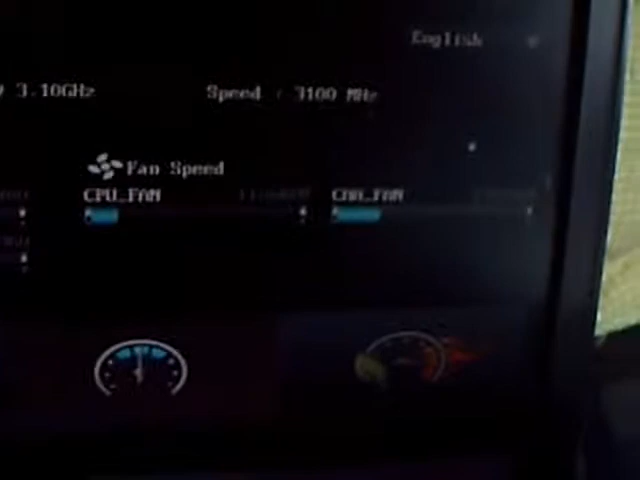 English
3.10GHz
Speed : 3100 MHz
Fan Speed
CPU_FAN
CHA_FAN